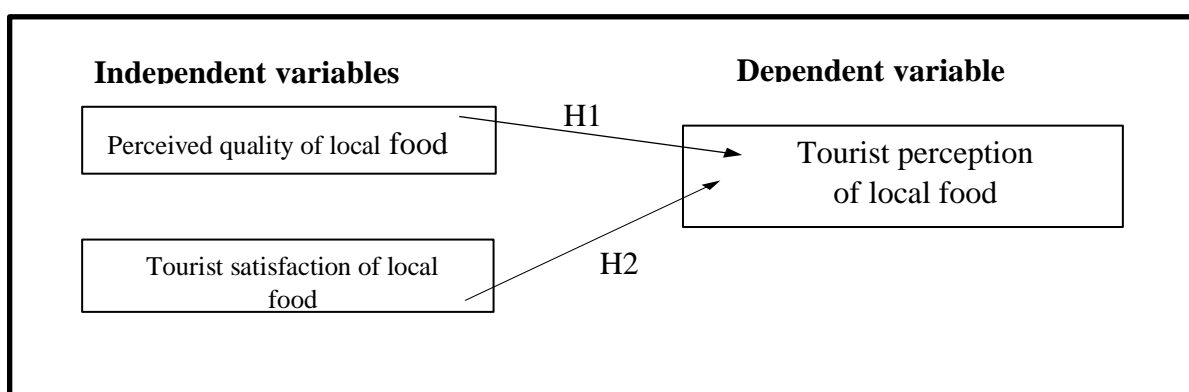 Independent variables
Dependent variable
Perceived quality of local food
H1
Tourist perception
of local food
Tourist satisfaction of local
food
H2